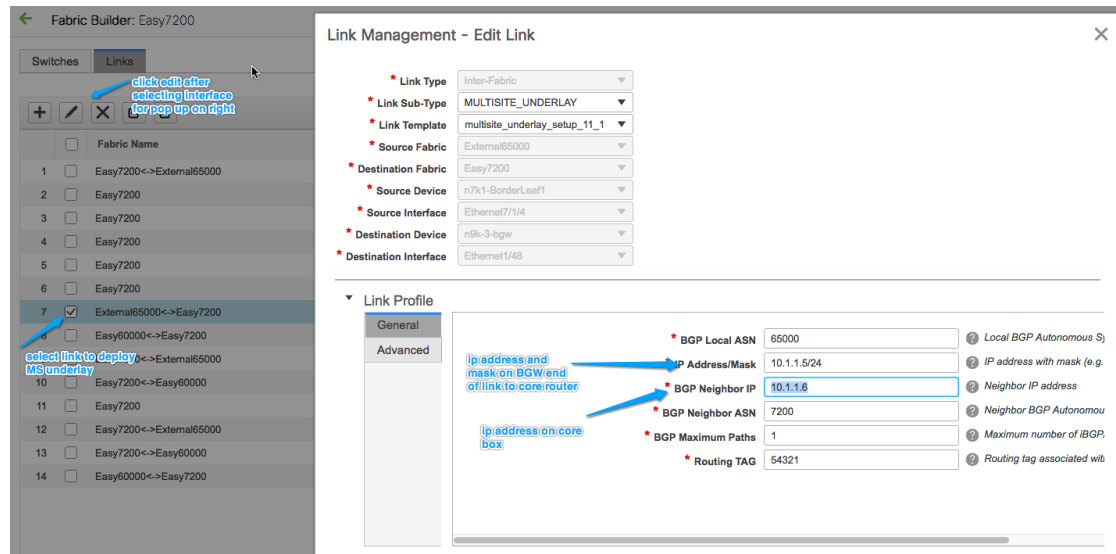 Fabric Builder: Easy7200
Switches Links
click edit after
selecting interface
for pop up on right
Fabric Name
1 Easy7200<->External65000
2 Easy7200
3 Easy7200
4 Easy7200
5 Easy7200
6 Easy7200
7 External65000<->Easy7200
8 Easy60000<->Easy7200
select link to deploy
MS underlay
<->External65000
10 Easy7200<->Easy60000
11 Easy7200
12 Easy7200<->External65000
13 Easy7200<->Easy60000
14 Easy60000<->Easy7200
Link Management - Edit Link
* Link Type Inter-Fabric
* Link Sub-Type MULTISITE_UNDERLAY
* Link Template multisite_underlay_setup_11_1
* Source Fabric External65000
* Destination Fabric Easy7200
* Source Device n7k1-BorderLeaf1
* Source Interface Ethernet7/1/4
* Destination Device n9k-3-bgw
* Destination Interface Ethernet1/48
Link Profile
General
Advanced
ip address and
mask on BGW end
of link to core router
ip address on core
box
* BGP Local ASN 65000 Local BGP Autonomous Sy
* IP Address/Mask 10.1.1.5/24 IP address with mask (e.g.
* BGP Neighbor IP 10.1.1.6 Neighbor IP address
* BGP Neighbor ASN 7200 Neighbor BGP Autonomou
* BGP Maximum Paths 1 Maximum number of iBGP/
* Routing TAG 54321 Routing tag associated with